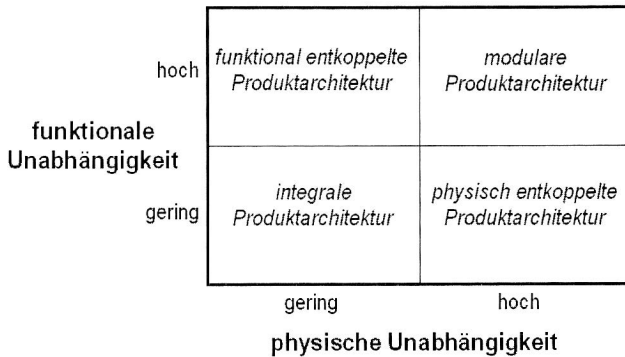 funktional entkoppelte
Produktarchitektur
modulare
Produktarchitektur
hoch
funktionale
Unabhängigkeit
gering
integrale
Produktarchitektur
physisch entkoppelte
Produktarchitektur
gering
hoch
physische Unabhängigkeit